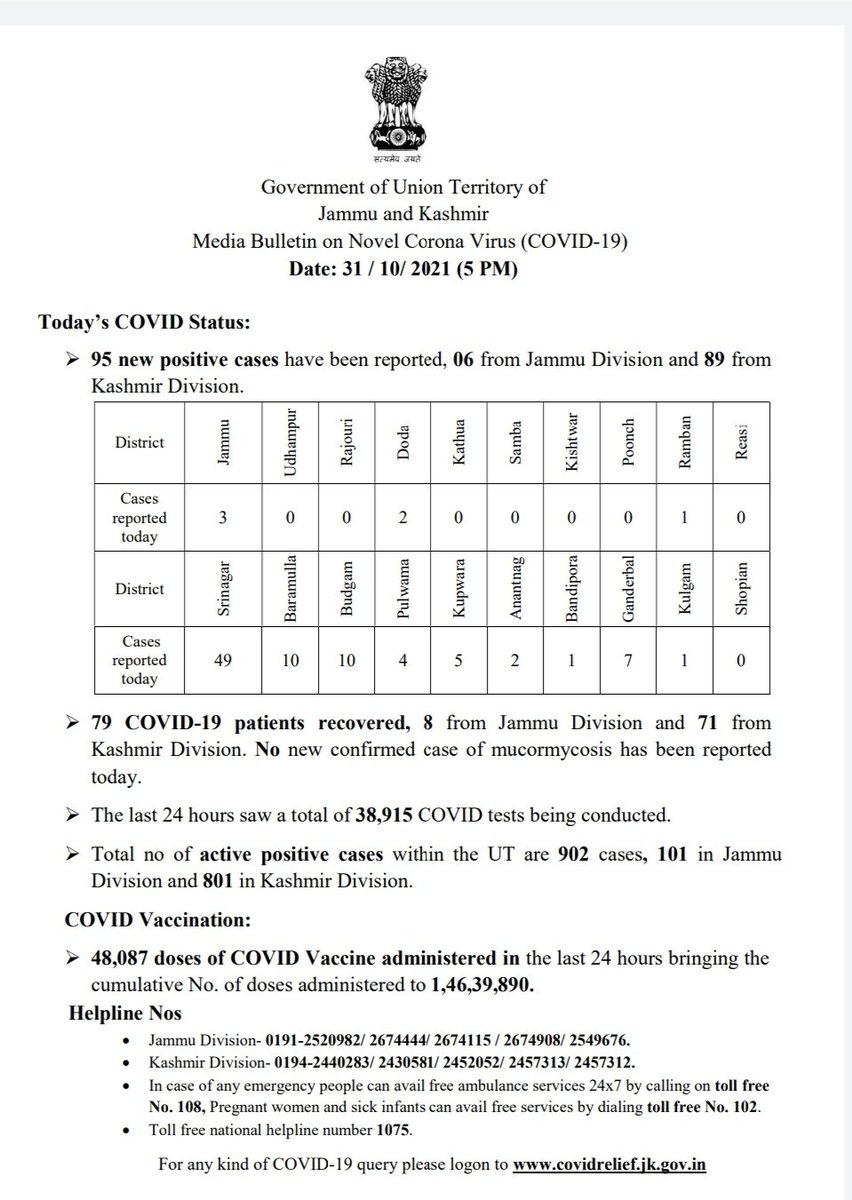 सत्यमेव जयते
Government of Union Territory of
Jammu and Kashmir
Media Bulletin on Novel Corona Virus (COVID-19)
Date: 31 / 10/ 2021 (5 PM)
Today's COVID Status:
➢ 95 new positive cases have been reported, 06 from Jammu Division and 89 from
Kashmir Division.
District Jammu Udhampur Rajouri Doda Kathua Samba Kishtwar Poonch Ramban Reasi
Cases
reported
today
3 0 0 2 0 0 0 0 1 0
District Srinagar Baramulla Budgam Pulwama Kupwara Anantnag Bandipora Ganderbal Kulgam Shopian
Cases
reported
today
49 10 10 4 5 2 1 7 1 0
➢ 79 COVID-19 patients recovered, 8 from Jammu Division and 71 from
Kashmir Division. No new confirmed case of mucormycosis has been reported
today.
➢ The last 24 hours saw a total of 38,915 COVID tests being conducted.
➢ Total no of active positive cases within the UT are 902 cases, 101 in Jammu
Division and 801 in Kashmir Division.
COVID Vaccination:
➢ 48,087 doses of COVID Vaccine administered in the last 24 hours bringing the
cumulative No. of doses administered to 1,46,39,890.
Helpline Nos
• Jammu Division- 0191-2520982/ 2674444/ 2674115 / 2674908/ 2549676.
• Kashmir Division- 0194-2440283/ 2430581/ 2452052/ 2457313/ 2457312.
• In case of any emergency people can avail free ambulance services 24x7 by calling on toll free
No. 108, Pregnant women and sick infants can avail free services by dialing toll free No. 102.
• Toll free national helpline number 1075.
For any kind of COVID-19 query please logon to www.covidrelief.jk.gov.in